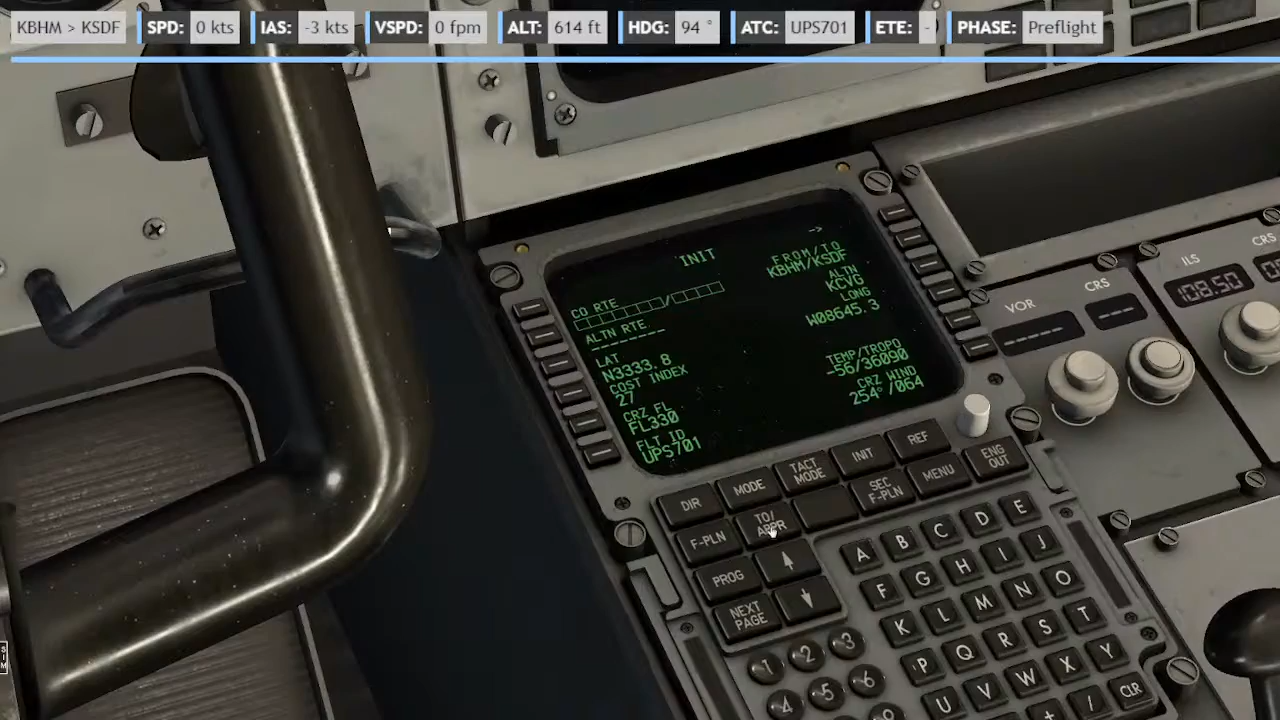 KBHM > KSDF SPD: 0 kts IAS: -3 kts VSPD: 0 fpm ALT: 614 ft HDG: 94 ° ATC: UPS701 ETE: - PHASE: Preflight
INIT →
CO RTE FROM/TO
KBHM/KSDF
ALTN RTE ALTN
-------- KCVG
LAT LONG
N3333.8 W08645.3
COST INDEX
27
CRZ FL TEMP/TROPO
FL330 -56/36090
FLT ID CRZ WIND
UPS701 254°/064
VOR CRS ILS CRS
---- --- 108.50
DIR MODE TACT MODE INIT REF
F-PLN TO/APPR SEC F-PLN MENU ENG OUT
PROG
NEXT PAGE
A B C D E
F G H I J
K L M N O
P Q R S T
U V W X Y
/ CLR
1 2 3
4 5 6
SIM